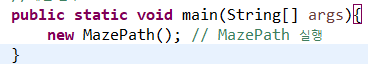 public static void main(String[] args){
    new MazePath(); // MazePath 실행
}